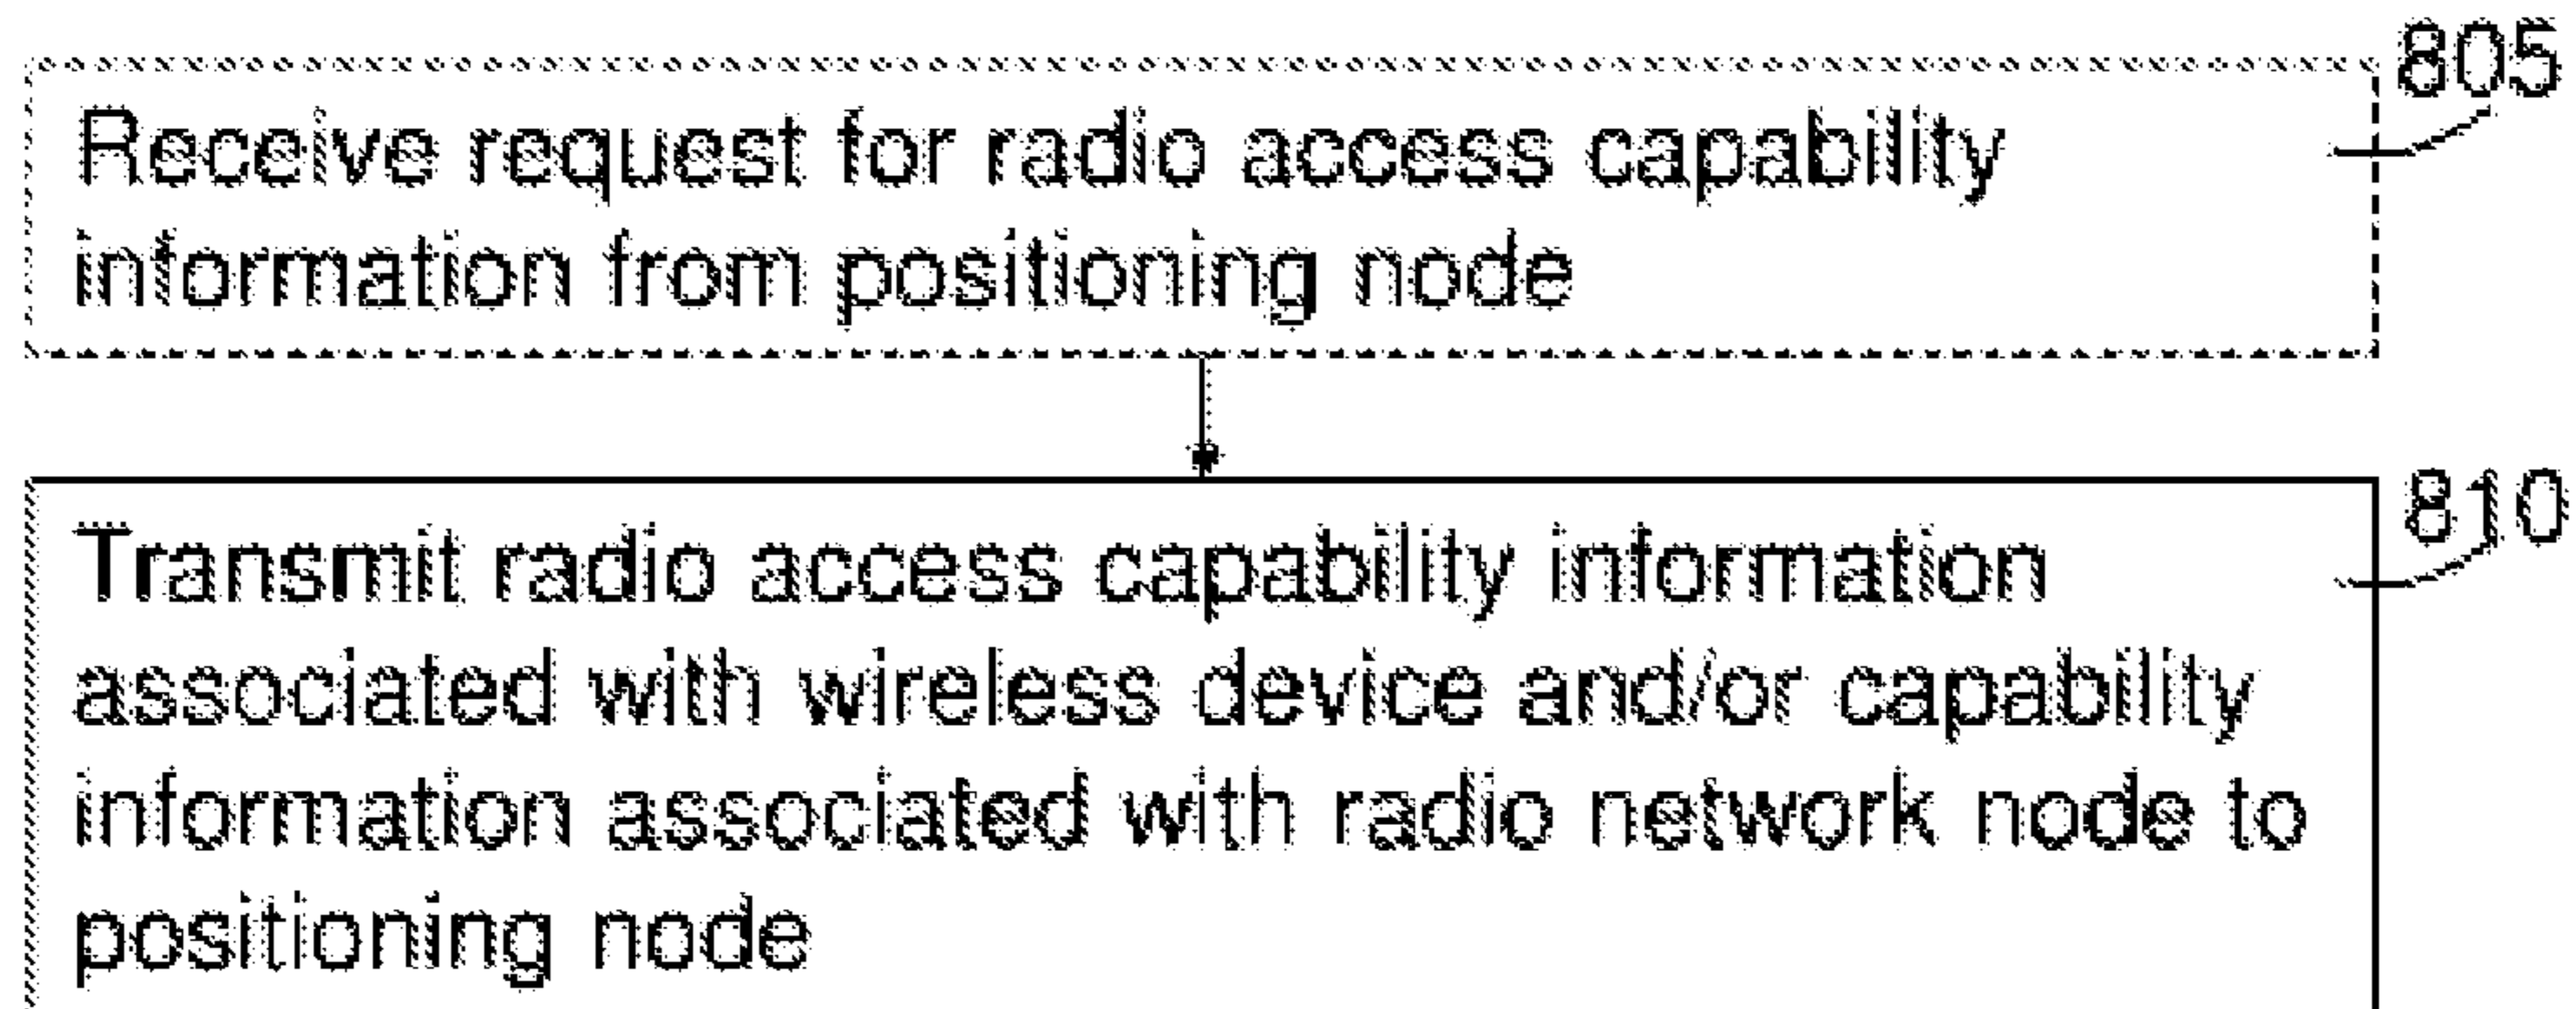 805
Receive request for radio access capability
information from positioning node
810
Transmit radio access capability information
associated with wireless device and/or capability
information associated with radio network node to
positioning node